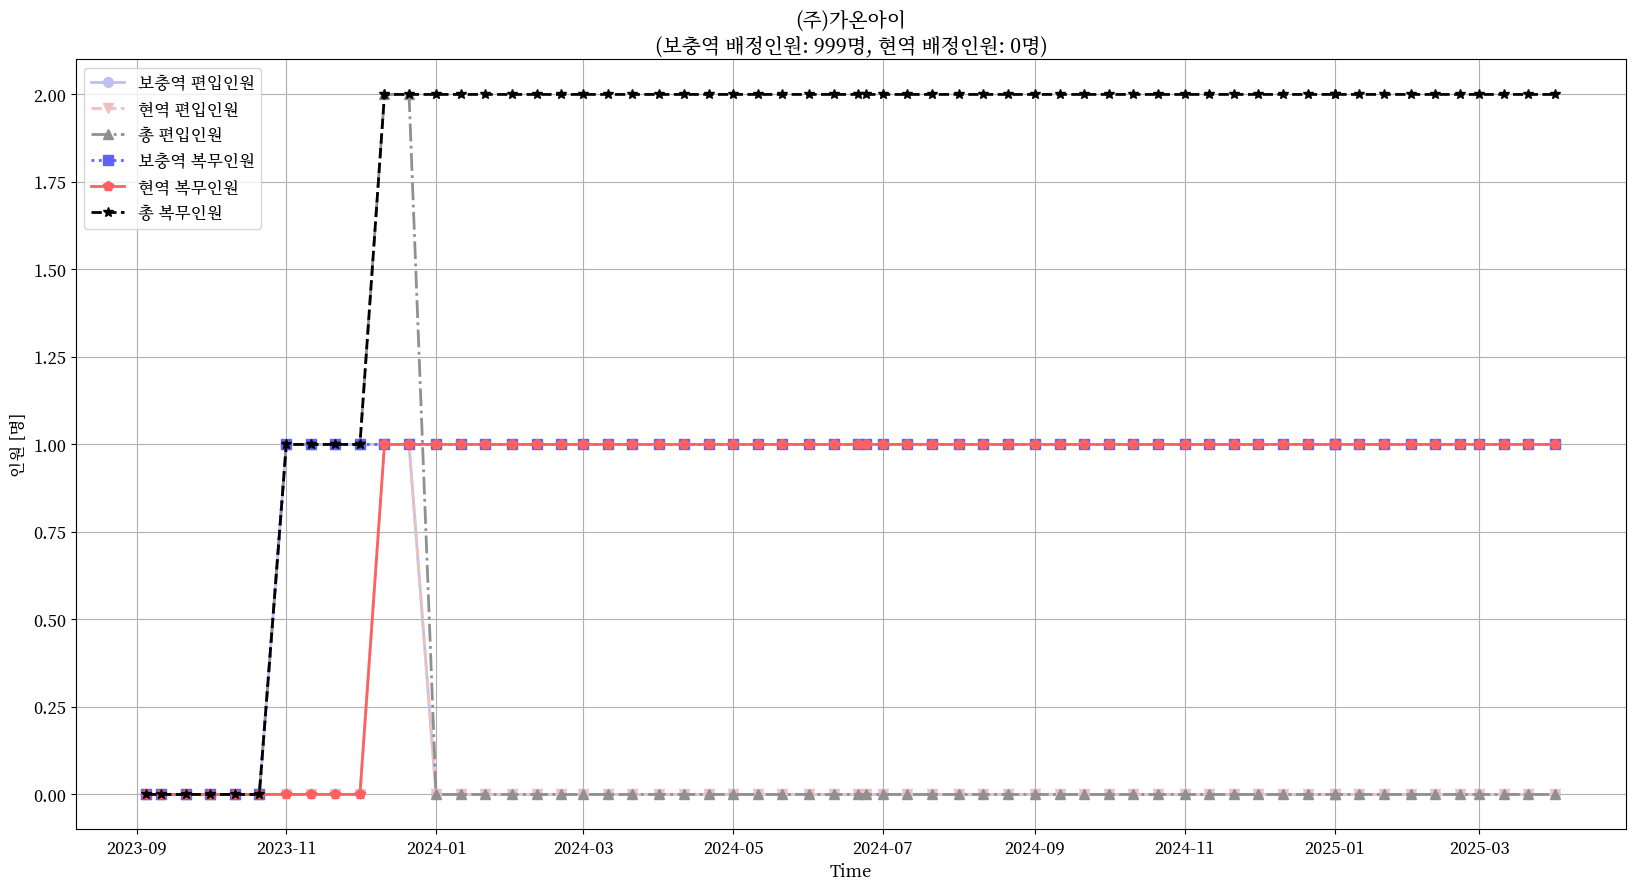 (주)가온아이
(보충역 배정인원: 999명, 현역 배정인원: 0명)
보충역 편입인원
현역 편입인원
총 편입인원
보충역 복무인원
현역 복무인원
총 복무인원
2.00
1.75
1.50
1.25
1.00
0.75
0.50
0.25
0.00
인원 [명]
2023-09 2023-11 2024-01 2024-03 2024-05 2024-07 2024-09 2024-11 2025-01 2025-03
Time